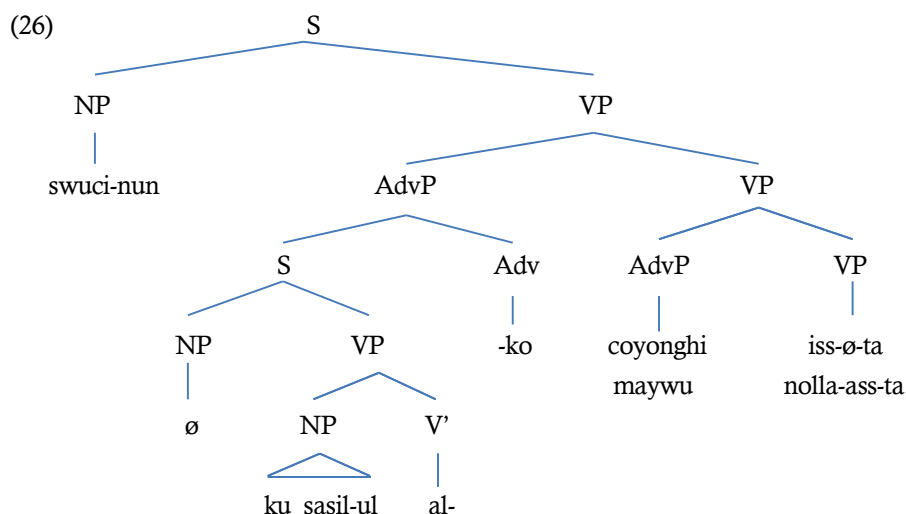 (26) S
NP VP
swuci-nun AdvP VP
S Adv AdvP VP
NP VP -ko coyonghi iss-ø-ta
maywu nolla-ass-ta
ø NP V’
ku sasil-ul al-